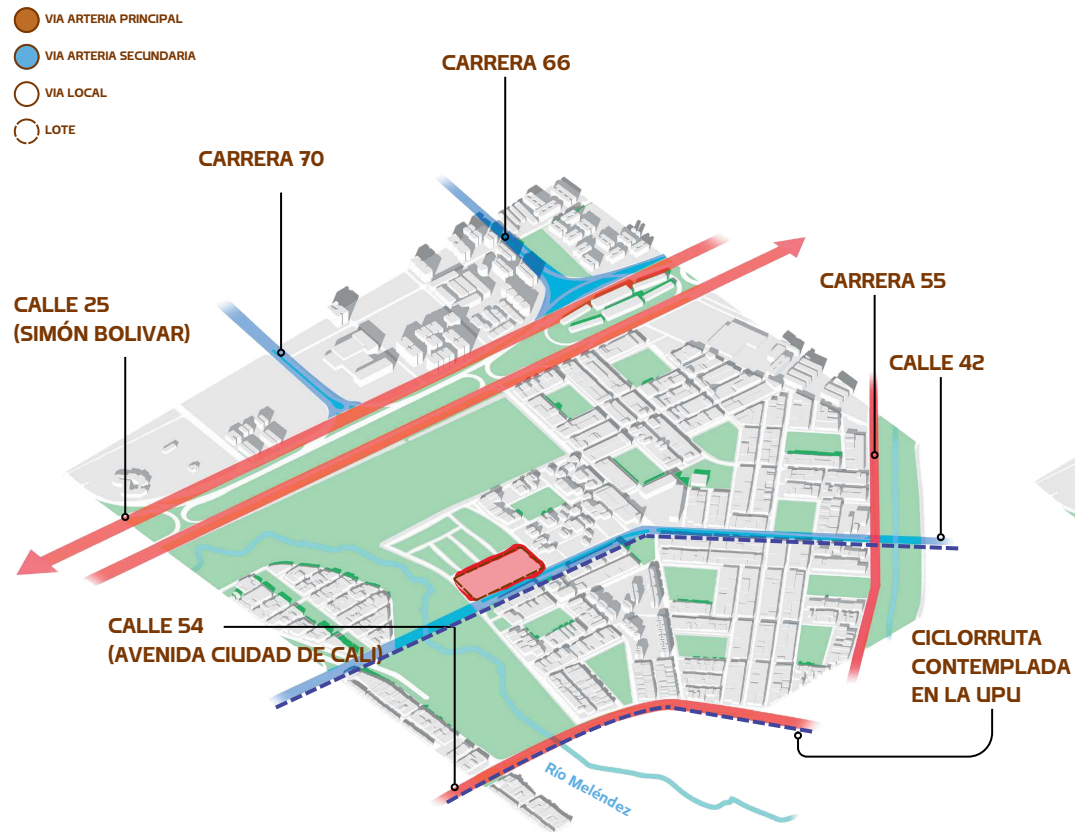 VIA ARTERIA PRINCIPAL
VIA ARTERIA SECUNDARIA
VIA LOCAL
LOTE
CARRERA 66
CARRERA 70
CALLE 25
(SIMÓN BOLIVAR)
CARRERA 55
CALLE 42
CALLE 54
(AVENIDA CIUDAD DE CALI)
CICLORRUTA
CONTEMPLADA
EN LA UPU
Río Meléndez